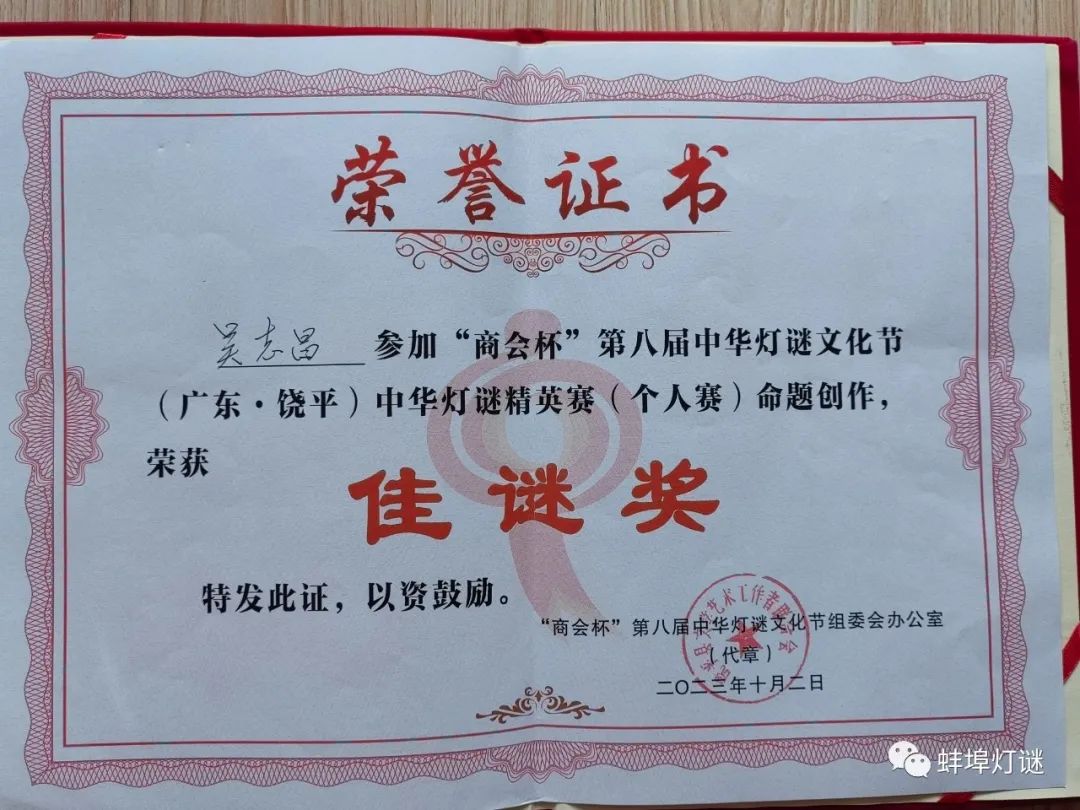 荣誉证书
吴志昌 参加“商会杯”第八届中华灯谜文化节
（广东·饶平）中华灯谜精英赛（个人赛）命题创作，
荣获
佳谜奖
特发此证，以资鼓励。
“商会杯”第八届中华灯谜文化节组委会办公室
（代章）
二〇二三年十月二日
蚌埠灯谜